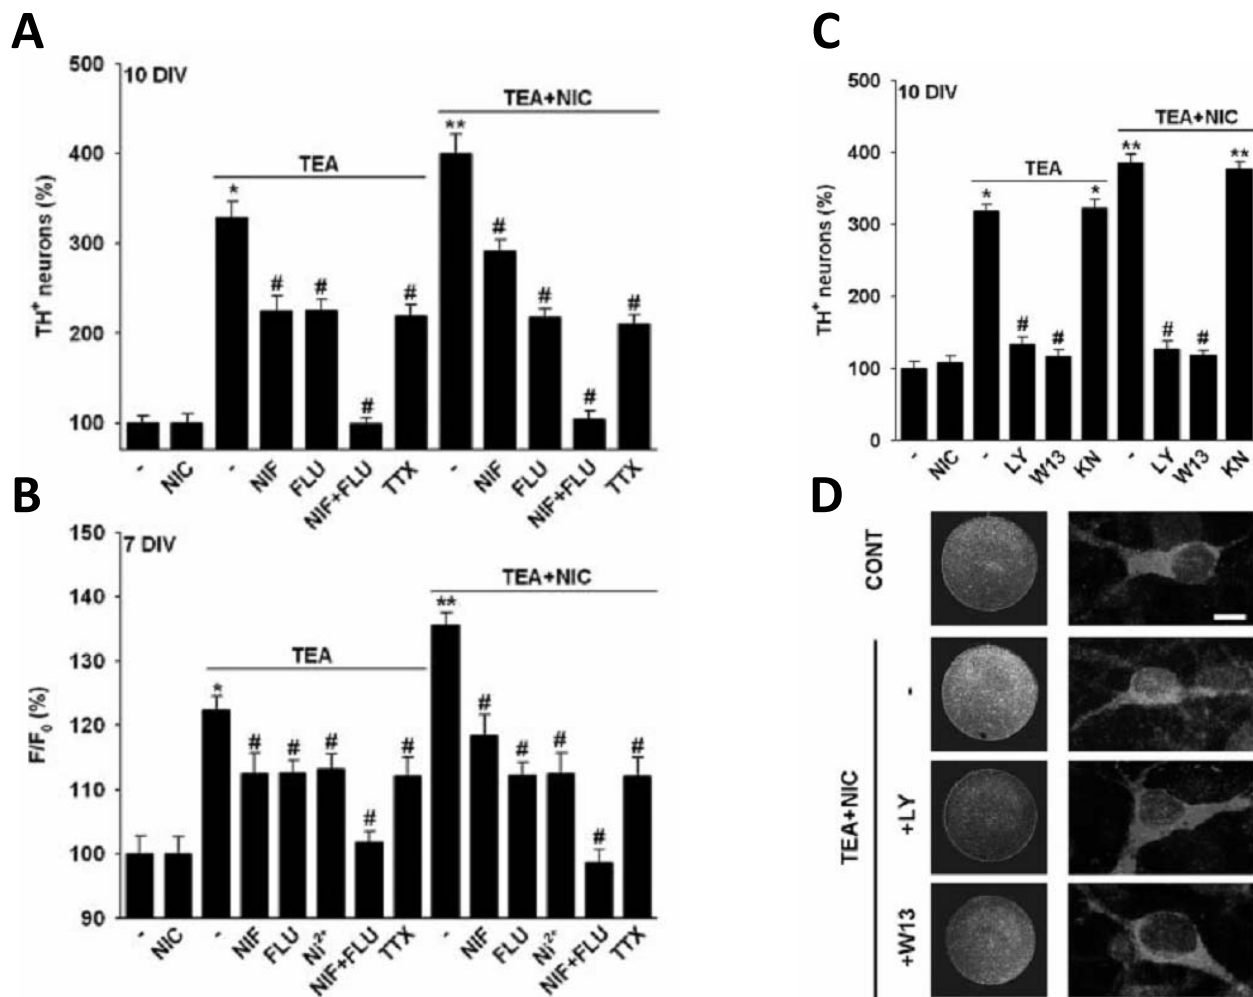 A
500
400
300
200
100
TH+ neurons (%)
10 DIV
TEA
TEA+NIC
*
#
#
#
#
**
#
#
#
#
-
NIC
-
NIF
FLU
NIF+FLU
TTX
-
NIF
FLU
NIF+FLU
TTX
B
150
140
130
120
110
100
90
F/F0 (%)
7 DIV
TEA
TEA+NIC
*
#
#
#
#
#
**
#
#
#
#
#
-
NIC
-
NIF
FLU
Ni2+
NIF+FLU
TTX
-
NIF
FLU
Ni2+
NIF+FLU
TTX
C
500
400
300
200
100
0
TH+ neurons (%)
10 DIV
TEA
TEA+NIC
*
#
#
*
**
#
#
**
-
NIC
-
LY
W13
KN
-
LY
W13
KN
D
CONT
TEA+NIC
-
+LY
+W13